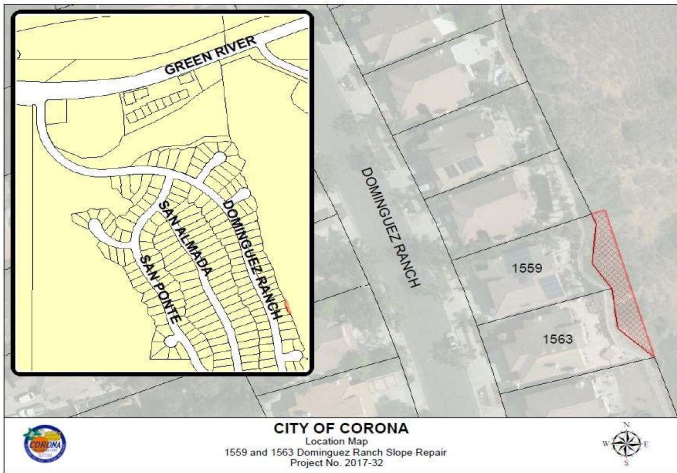 GREEN RIVER
SAN ALMADA
DOMINGUEZ RANCH
SAN PONTE
DOMINGUEZ RANCH
1559
1563
CORONA
CITY OF CORONA
Location Map
1559 and 1563 Dominguez Ranch Slope Repair
Project No. 2017-32
N
W E
S